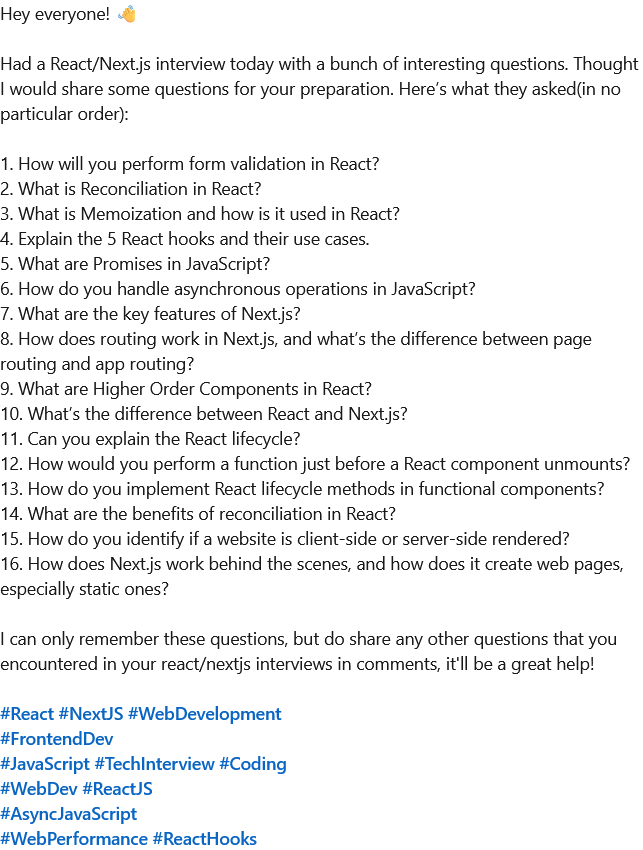 Hey everyone! 👋
Had a React/Next.js interview today with a bunch of interesting questions. Thought
I would share some questions for your preparation. Here’s what they asked(in no
particular order):
1. How will you perform form validation in React?
2. What is Reconciliation in React?
3. What is Memoization and how is it used in React?
4. Explain the 5 React hooks and their use cases.
5. What are Promises in JavaScript?
6. How do you handle asynchronous operations in JavaScript?
7. What are the key features of Next.js?
8. How does routing work in Next.js, and what’s the difference between page
routing and app routing?
9. What are Higher Order Components in React?
10. What’s the difference between React and Next.js?
11. Can you explain the React lifecycle?
12. How would you perform a function just before a React component unmounts?
13. How do you implement React lifecycle methods in functional components?
14. What are the benefits of reconciliation in React?
15. How do you identify if a website is client-side or server-side rendered?
16. How does Next.js work behind the scenes, and how does it create web pages,
especially static ones?
I can only remember these questions, but do share any other questions that you
encountered in your react/nextjs interviews in comments, it'll be a great help!
#React #NextJS #WebDevelopment
#FrontendDev
#JavaScript #TechInterview #Coding
#WebDev #ReactJS
#AsyncJavaScript
#WebPerformance #ReactHooks